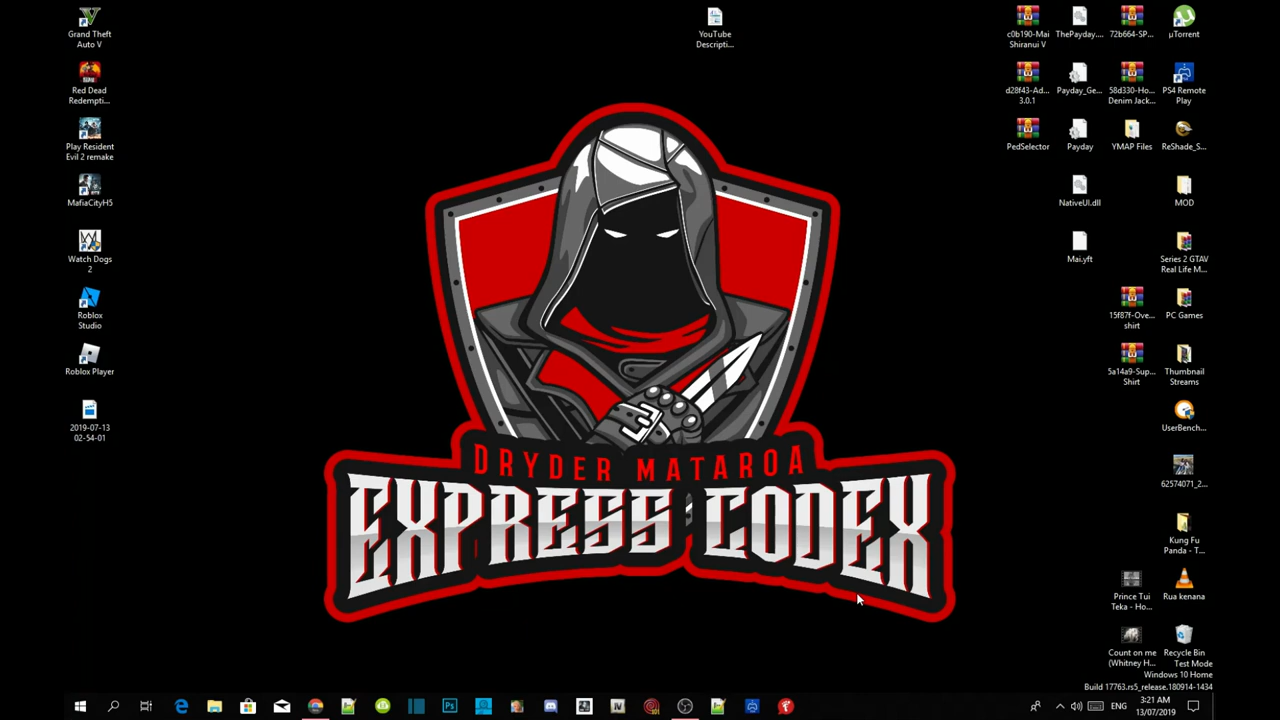 Grand Theft
Auto V
Red Dead
Redempti...
Play Resident
Evil 2 remake
MafiaCityH5
Watch Dogs
2
Roblox
Studio
Roblox Player
2019-07-13
02-54-01
YouTube
Descripti...
DRYDER MATAROA
EXPRESS CODEX
c0b190-Mai
Shiranui V
ThePayday....
72b664-SP...
µTorrent
d28f43-Ad...
3.0.1
Payday_Ge...
58d330-Ho...
Denim Jack...
PS4 Remote
Play
PedSelector
Payday
YMAP Files
ReShade_S...
NativeUI.dll
MOD
Mai.yft
Series 2 GTAV
Real Life M...
15f87f-Ove...
shirt
PC Games
5a14a9-Sup...
Shirt
Thumbnail
Streams
UserBench...
62574071_2...
Kung Fu
Panda - T...
Prince Tui
Teka - Ho...
Rua kenana
Count on me
(Whitney H...
Recycle Bin
Test Mode
Windows 10 Home
Build 17763.rs5_release.180914-1434
Ps
IV
ENG
3:21 AM
13/07/2019